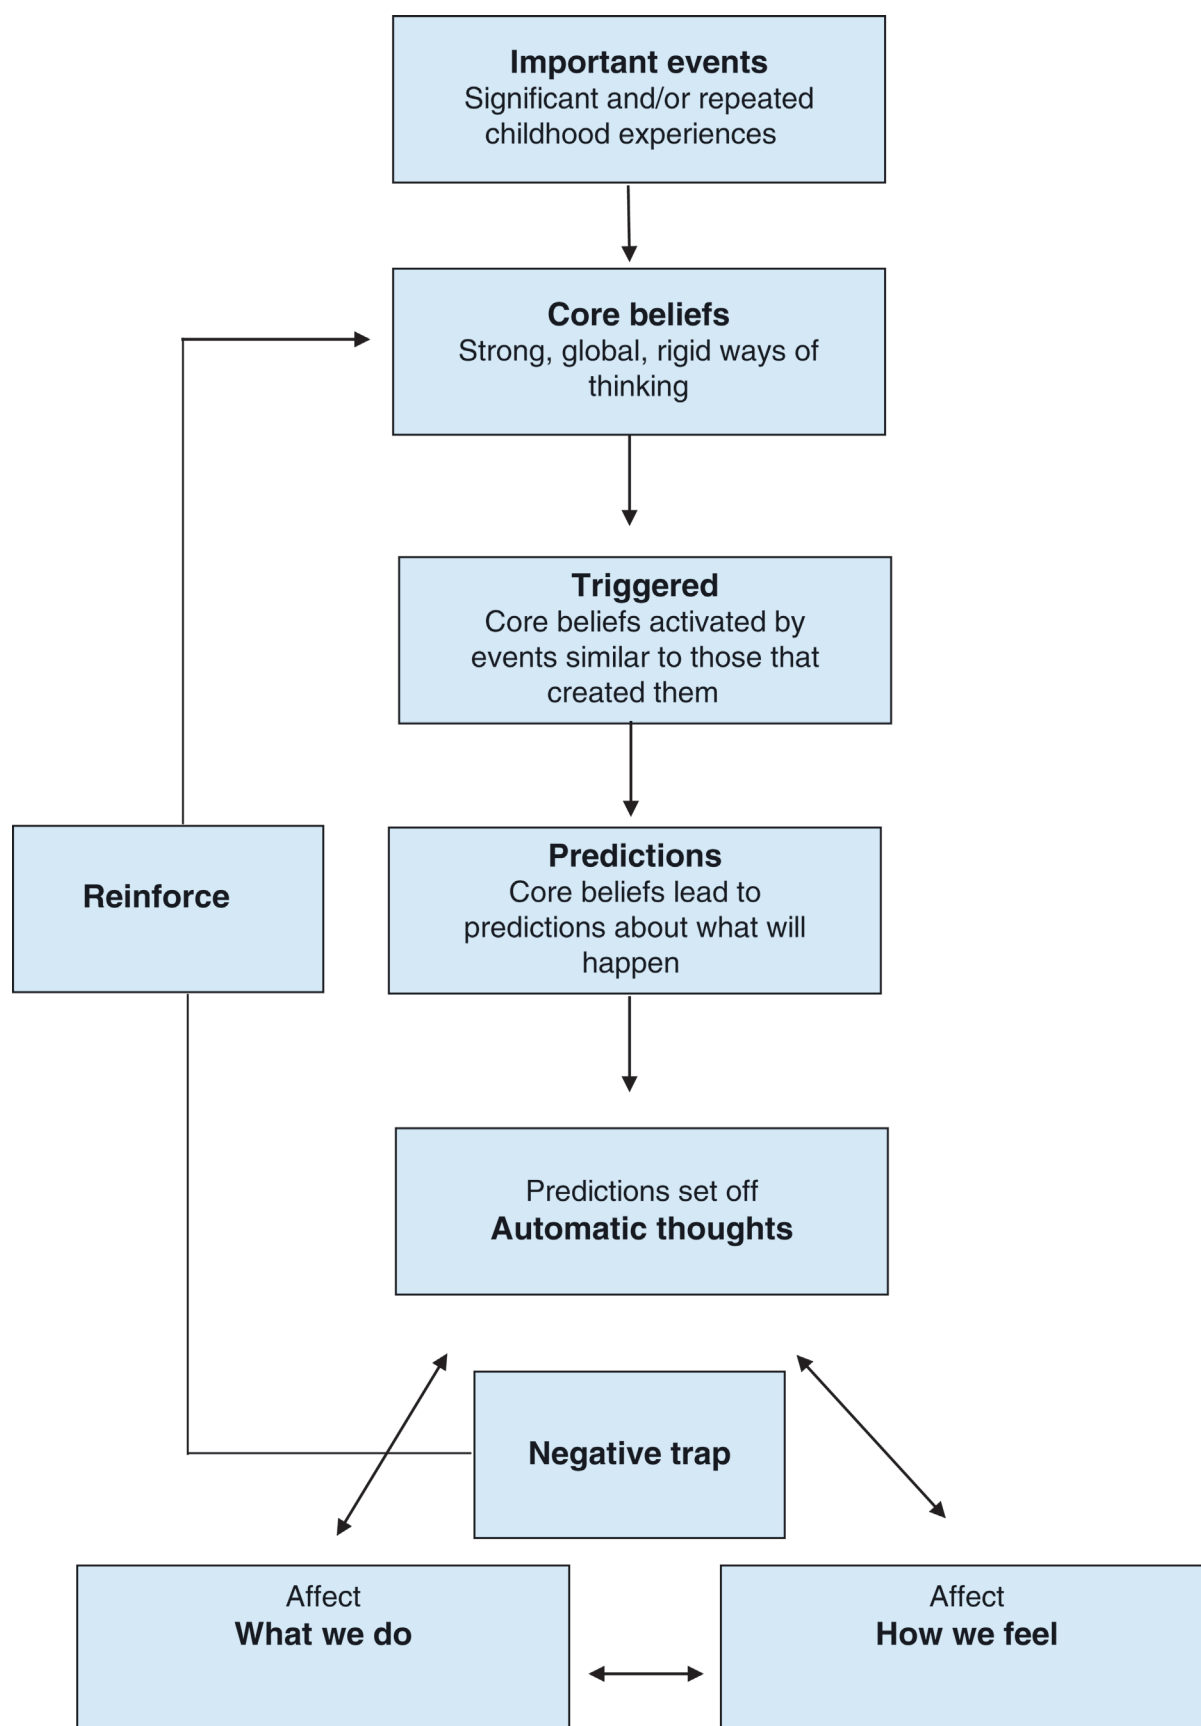 Important events
Significant and/or repeated
childhood experiences
Core beliefs
Strong, global, rigid ways of
thinking
Triggered
Core beliefs activated by
events similar to those that
created them
Reinforce
Predictions
Core beliefs lead to
predictions about what will
happen
Predictions set off
Automatic thoughts
Negative trap
Affect
What we do
Affect
How we feel